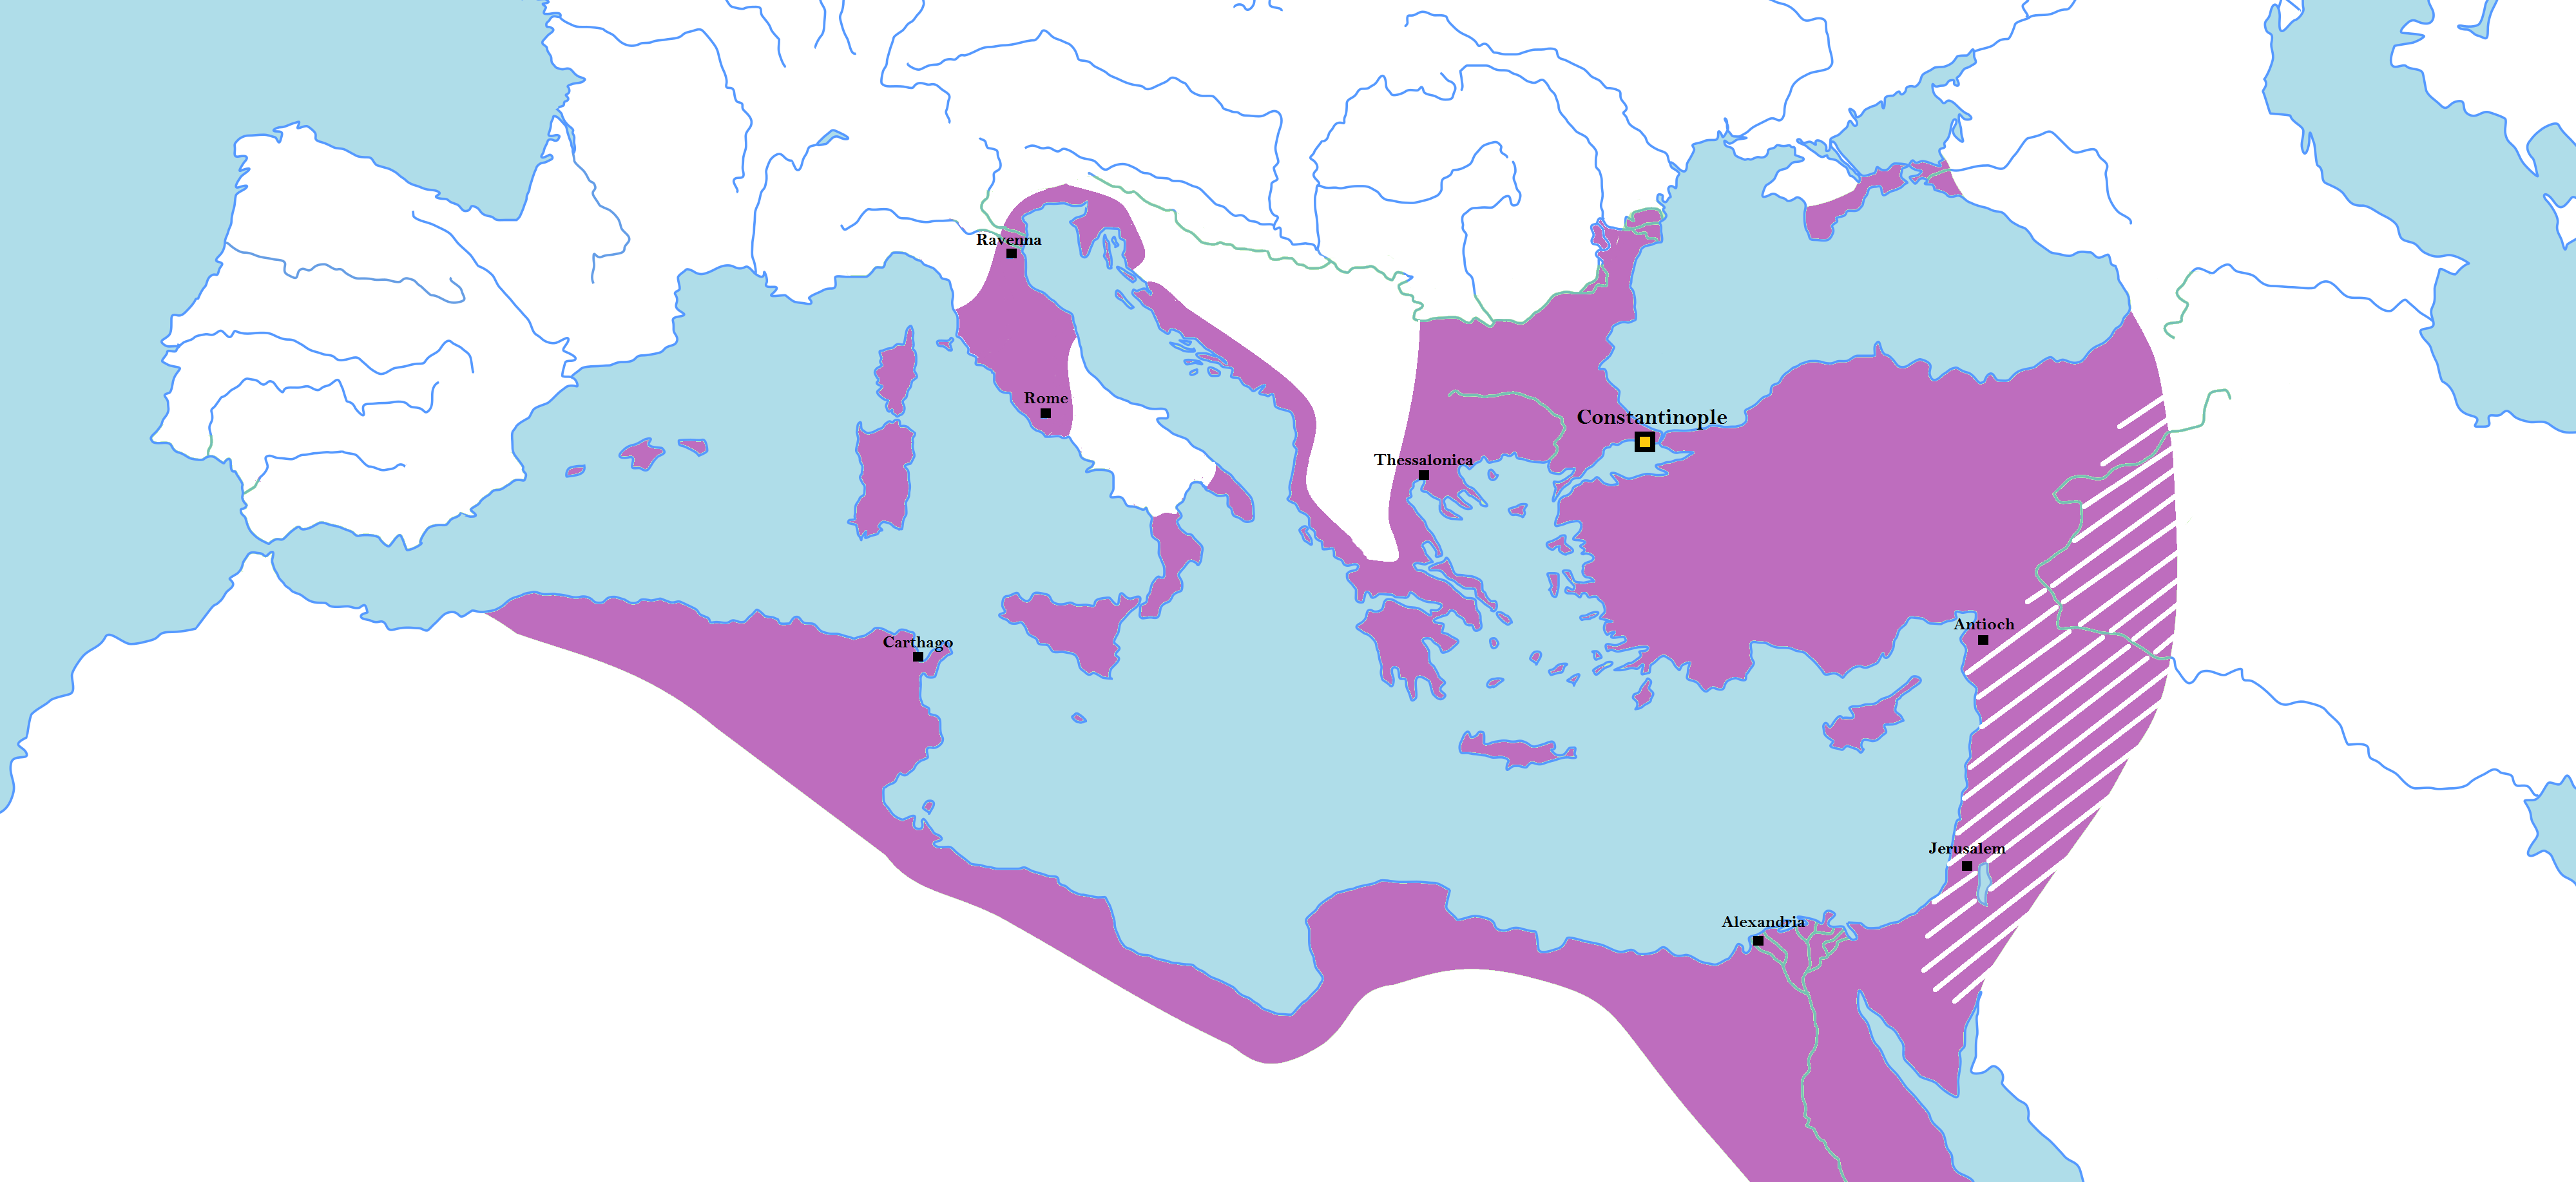 Ravenna
Rome
Constantinople
Thessalonica
Antioch
Carthago
Jerusalem
Alexandria